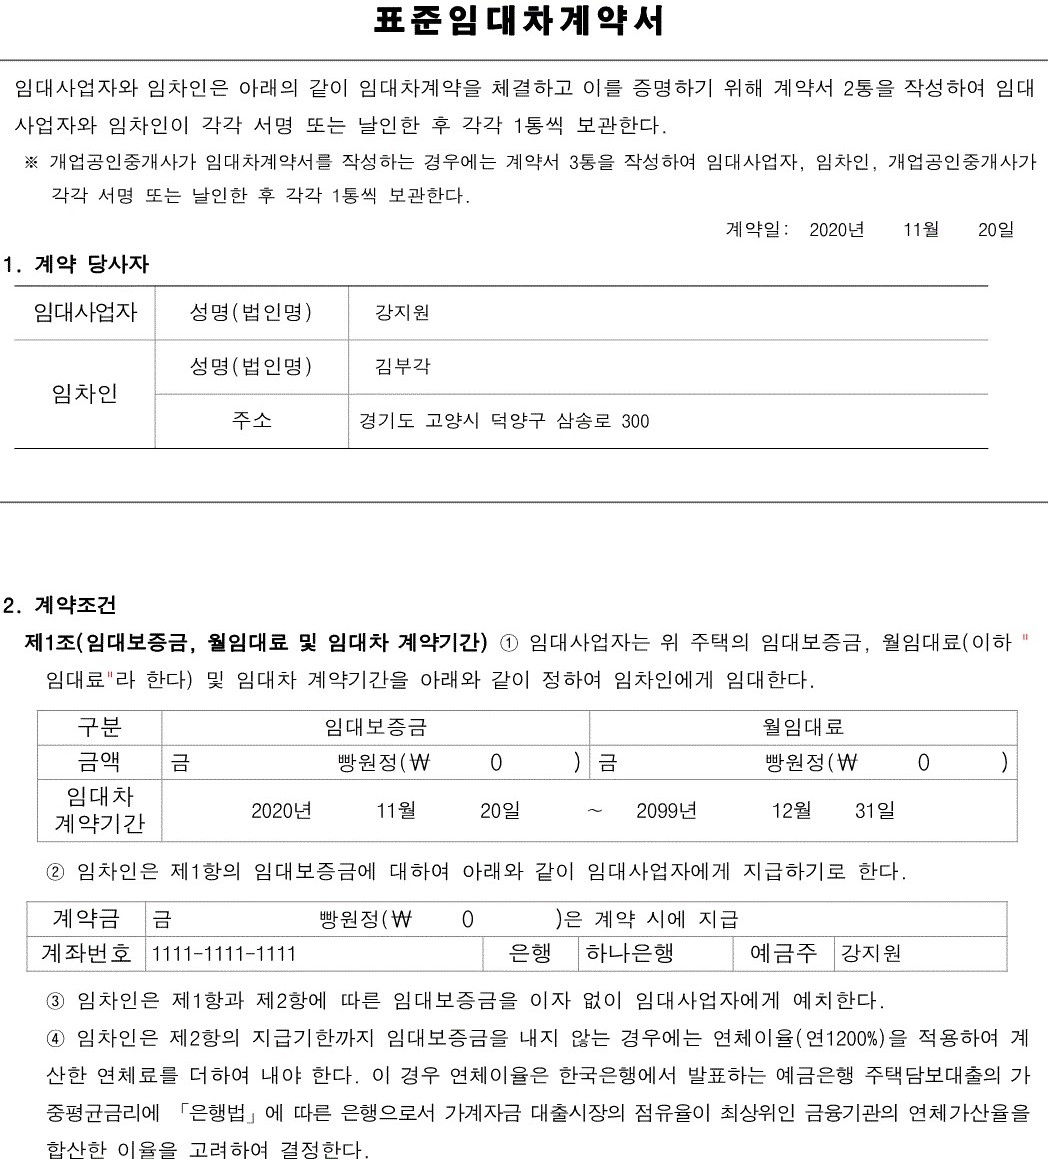 표준임대차계약서
임대사업자와 임차인은 아래의 같이 임대차계약을 체결하고 이를 증명하기 위해 계약서 2통을 작성하여 임대
사업자와 임차인이 각각 서명 또는 날인한 후 각각 1통씩 보관한다.
※ 개업공인중개사가 임대차계약서를 작성하는 경우에는 계약서 3통을 작성하여 임대사업자, 임차인, 개업공인중개사가
각각 서명 또는 날인한 후 각각 1통씩 보관한다.
계약일: 2020년 11월 20일
1. 계약 당사자
임대사업자 성명(법인명) 강지원
임차인 성명(법인명) 김부각
주소 경기도 고양시 덕양구 삼송로 300
2. 계약조건
제1조(임대보증금, 월임대료 및 임대차 계약기간) ① 임대사업자는 위 주택의 임대보증금, 월임대료(이하 "
임대료"라 한다) 및 임대차 계약기간을 아래와 같이 정하여 임차인에게 임대한다.
구분 임대보증금 월임대료
금액 금 빵원정(₩ 0 ) 금 빵원정(₩ 0 )
임대차
계약기간 2020년 11월 20일 ~ 2099년 12월 31일
② 임차인은 제1항의 임대보증금에 대하여 아래와 같이 임대사업자에게 지급하기로 한다.
계약금 금 빵원정(₩ 0 )은 계약 시에 지급
계좌번호 1111-1111-1111 은행 하나은행 예금주 강지원
③ 임차인은 제1항과 제2항에 따른 임대보증금을 이자 없이 임대사업자에게 예치한다.
④ 임차인은 제2항의 지급기한까지 임대보증금을 내지 않는 경우에는 연체이율(연1200%)을 적용하여 계
산한 연체료를 더하여 내야 한다. 이 경우 연체이율은 한국은행에서 발표하는 예금은행 주택담보대출의 가
중평균금리에 「은행법」에 따른 은행으로서 가계자금 대출시장의 점유율이 최상위인 금융기관의 연체가산율을
합산한 이율을 고려하여 결정한다.